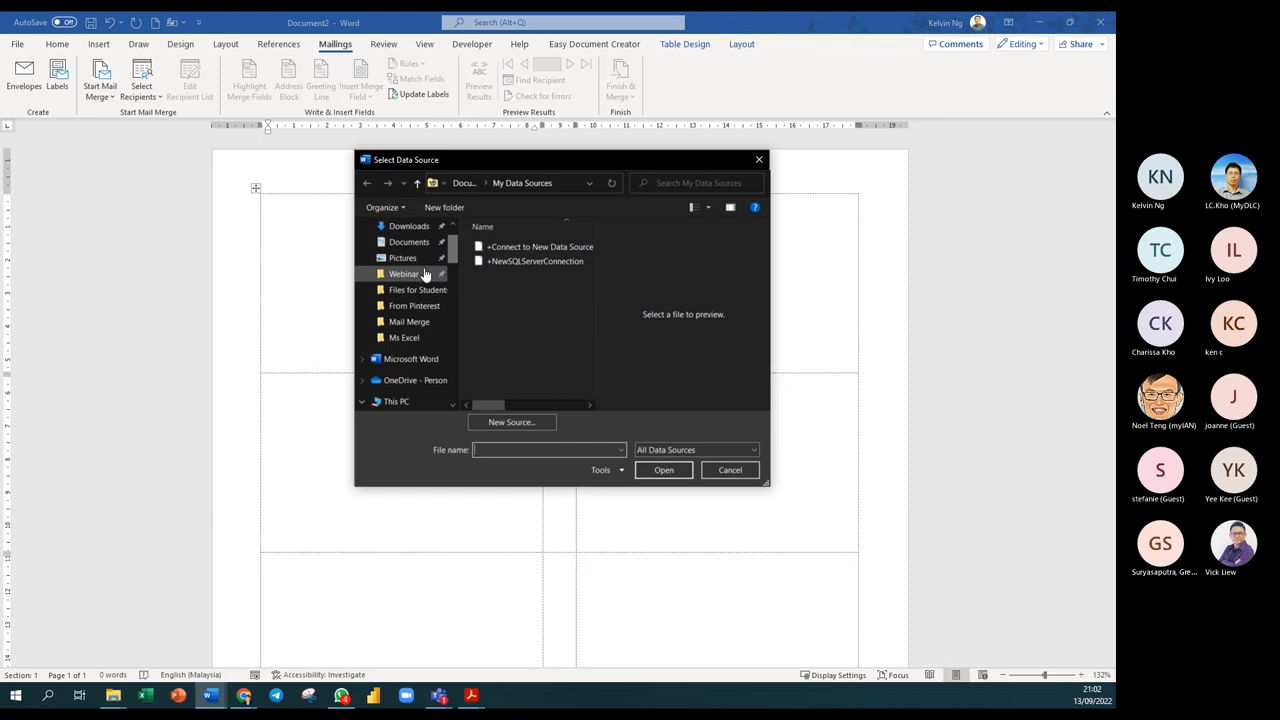 AutoSave Off
Document2 - Word
Search (Alt+Q)
Kelvin Ng
File Home Insert Draw Design Layout References Mailings Review View Developer Help Easy Document Creator Table Design Layout
Comments Editing Share
Envelopes
Labels
Start Mail Merge
Select Recipients
Edit Recipient List
Highlight Merge Fields
Address Block
Greeting Line
Insert Merge Field
Rules
Match Fields
Update Labels
ABC
Preview Results
Find Recipient
Check for Errors
Finish & Merge
Create
Start Mail Merge
Write & Insert Fields
Preview Results
Finish
Select Data Source
Docu... My Data Sources
Search My Data Sources
Organize New folder
Downloads
Documents
Pictures
Webinar
Files for Student
From Pinterest
Mail Merge
Ms Excel
Microsoft Word
OneDrive - Person
This PC
Name
+Connect to New Data Source
+NewSQLServerConnection
Select a file to preview.
New Source...
File name:
All Data Sources
Tools
Open
Cancel
KN
Kelvin Ng
LC.Kho (MyDLC)
TC
Timothy Chui
IL
Ivy Loo
CK
Charissa Kho
KC
ken c
Noel Teng (myIAN)
J
joanne (Guest)
S
stefanie (Guest)
YK
Yee Kee (Guest)
GS
Suryasaputra, Gre...
Vick Liew
Section: 1 Page 1 of 1 0 words English (Malaysia) Accessibility: Investigate
Display Settings Focus 132%
21:02
13/09/2022